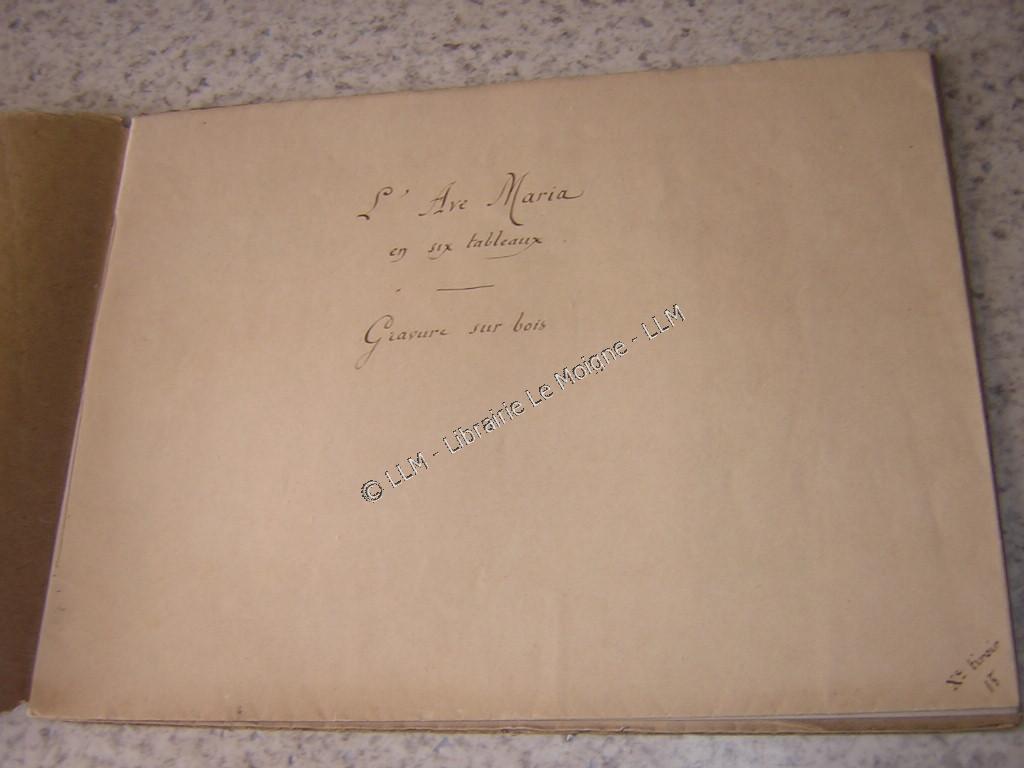 L' Ave Maria
en six tableaux
Gravure sur bois
© LLM - Librairie Le Moigne - LLM